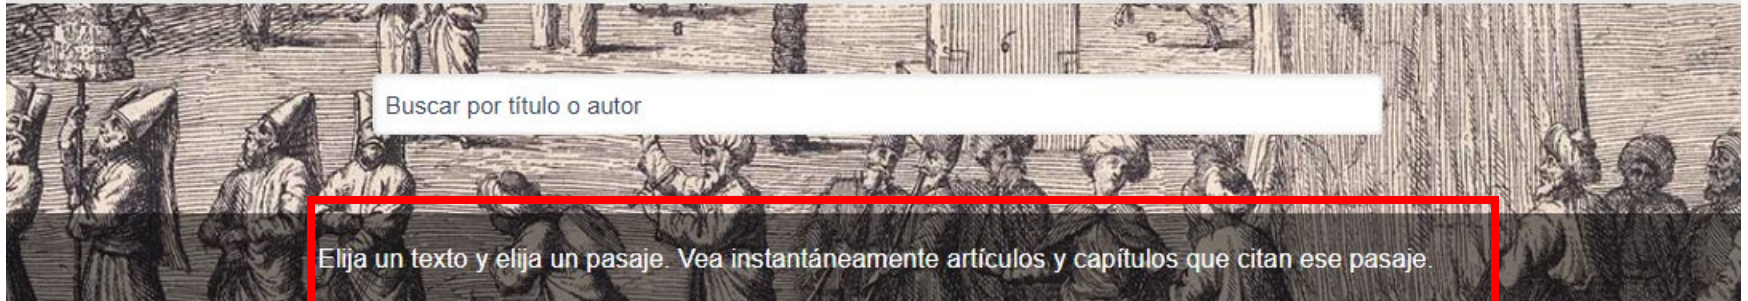 Buscar por título o autor
Elija un texto y elija un pasaje. Vea instantáneamente artículos y capítulos que citan ese pasaje.